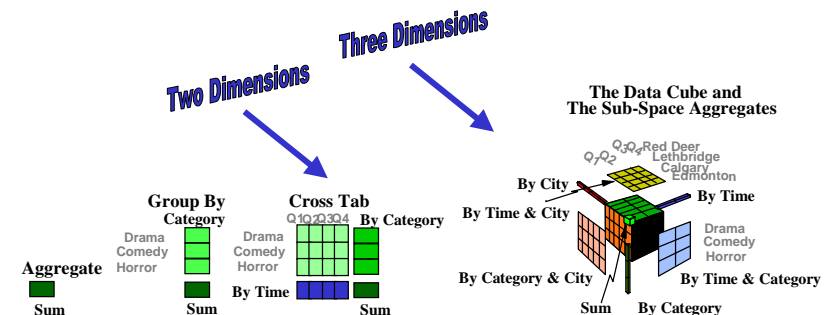 Three Dimensions
Two Dimensions
The Data Cube and
The Sub-Space Aggregates
Q1Q2Q3Q4
Red Deer
Lethbridge
Calgary
Edmonton
By City
By Time
By Time & City
Group By
Category
Cross Tab
Q1Q2Q3Q4
By Category
Drama
Comedy
Horror
Drama
Comedy
Horror
Drama
Comedy
Horror
Aggregate
By Time
By Category & City
By Time & Category
Sum
Sum
Sum
Sum
By Category